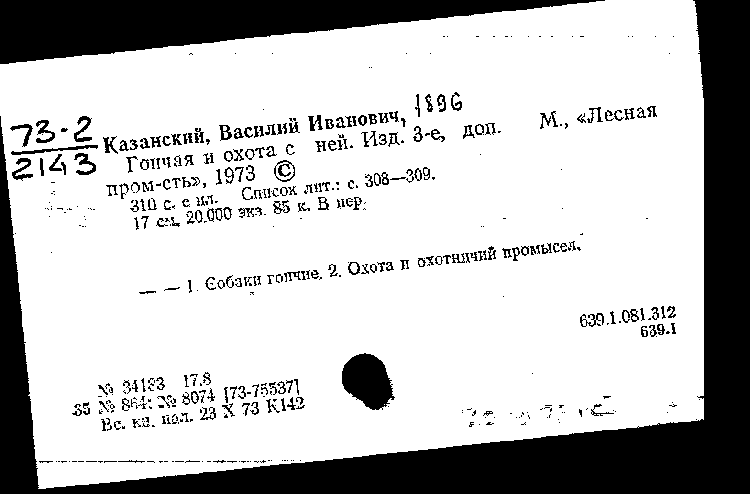 73-2
2143
Казанский, Василий Иванович, 1896
Гончая и охота с ней. Изд. 3-е, доп. М., «Лесная
пром-сть», 1973 ©
310 с. с ил. Список лит.: с. 308—309.
17 см. 20.000 экз. 85 к. В пер.
— — 1. Собаки гончие. 2. Охота и охотничий промысел.
639.1.081.312
639.1
№ 34183 17.8
35 № 864: № 8074 [73-75537]
Вс. кн. пал. 23 X 73 К142